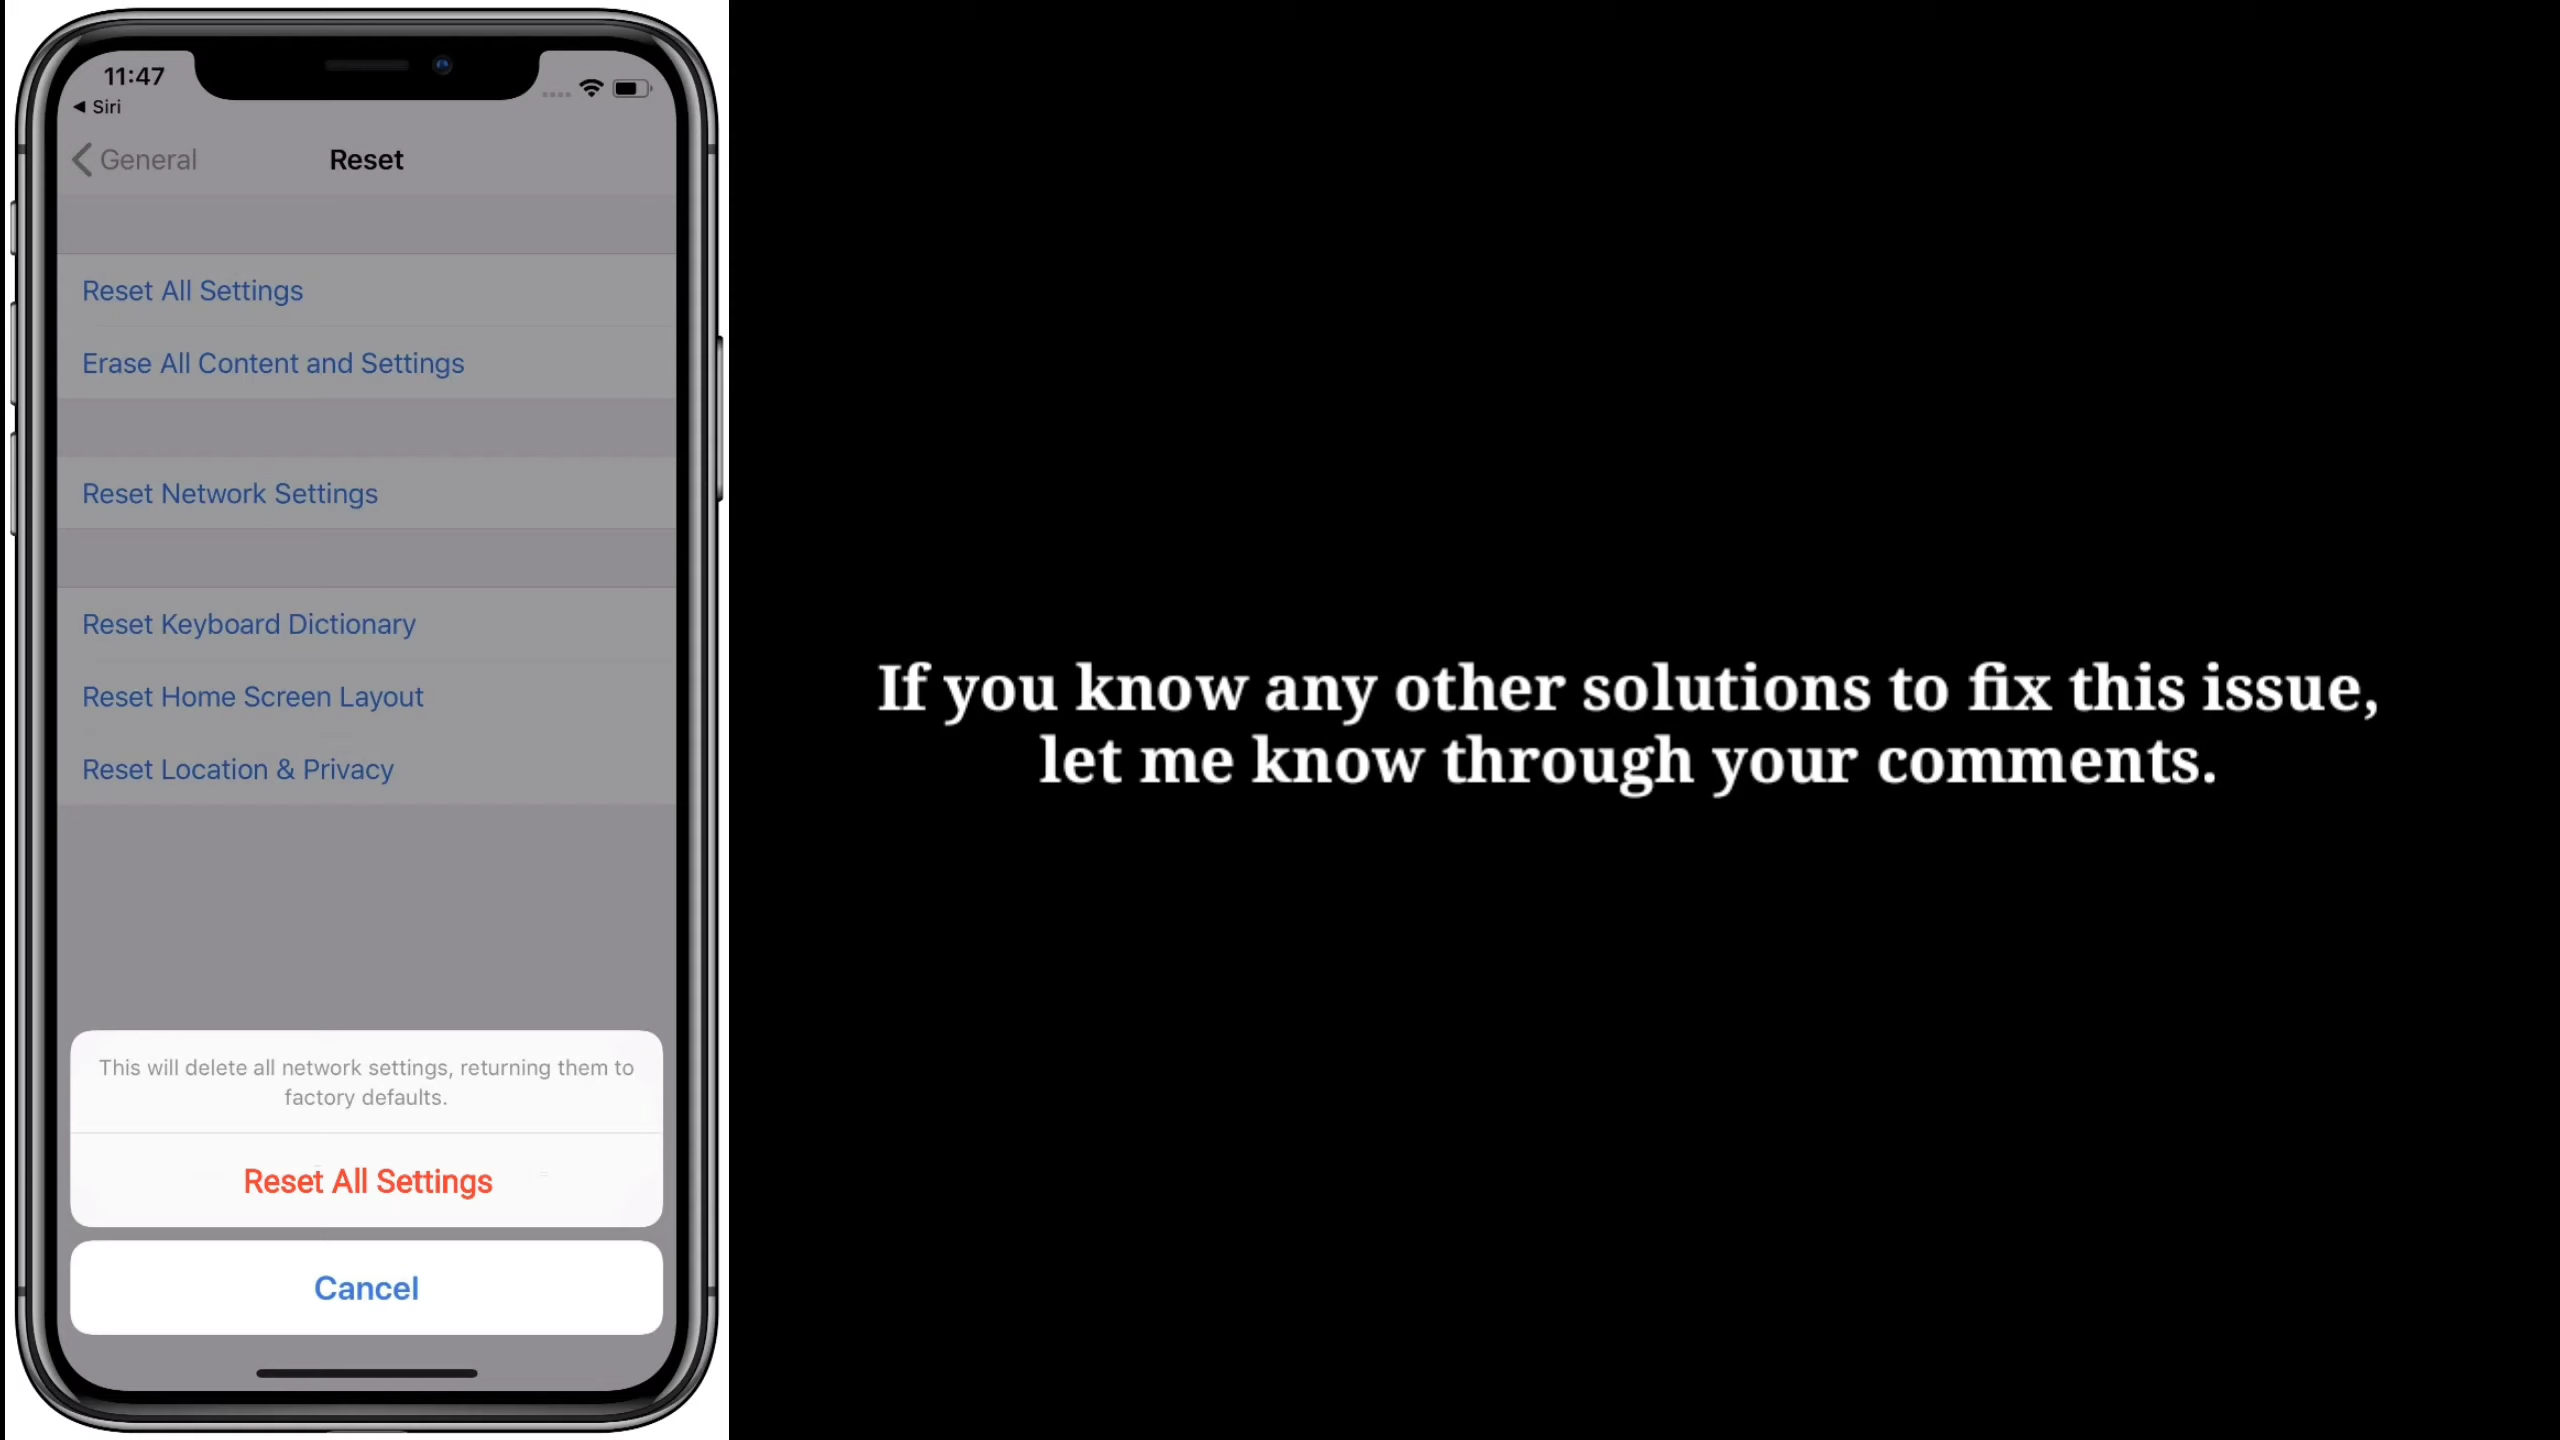 11:47
◀ Siri
General
Reset
Reset All Settings
Erase All Content and Settings
Reset Network Settings
Reset Keyboard Dictionary
Reset Home Screen Layout
Reset Location & Privacy
This will delete all network settings, returning them to
factory defaults.
Reset All Settings
Cancel
If you know any other solutions to fix this issue,
let me know through your comments.